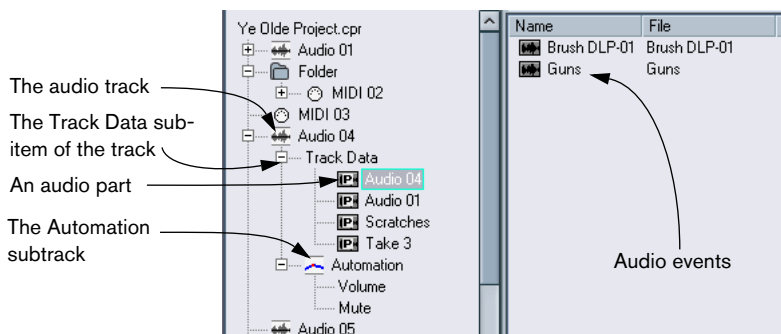 Ye Olde Project.cpr
Audio 01
Folder
MIDI 02
MIDI 03
Audio 04
Track Data
Audio 04
Audio 01
Scratches
Take 3
Automation
Volume
Mute
Audio 05
The audio track
The Track Data sub-
item of the track
An audio part
The Automation
subtrack
Name File
Brush DLP-01 Brush DLP-01
Guns Guns
Audio events